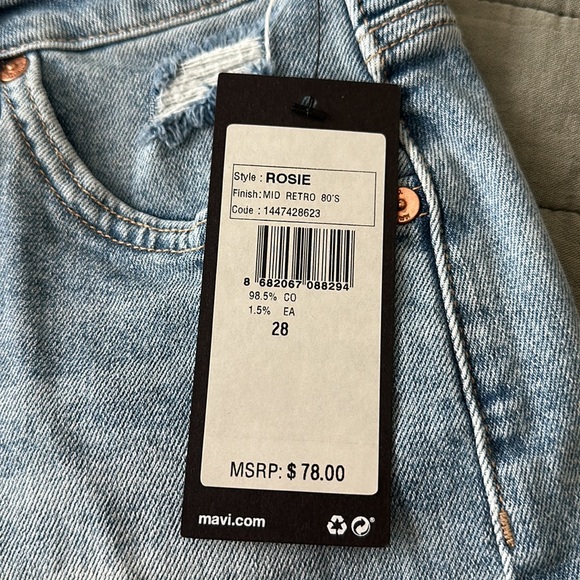 Style : ROSIE
Finish: MID RETRO 80'S
Code : 1447428623
8 682067 088294
98.5% CO
1.5% EA
28
MSRP: $ 78.00
mavi.com